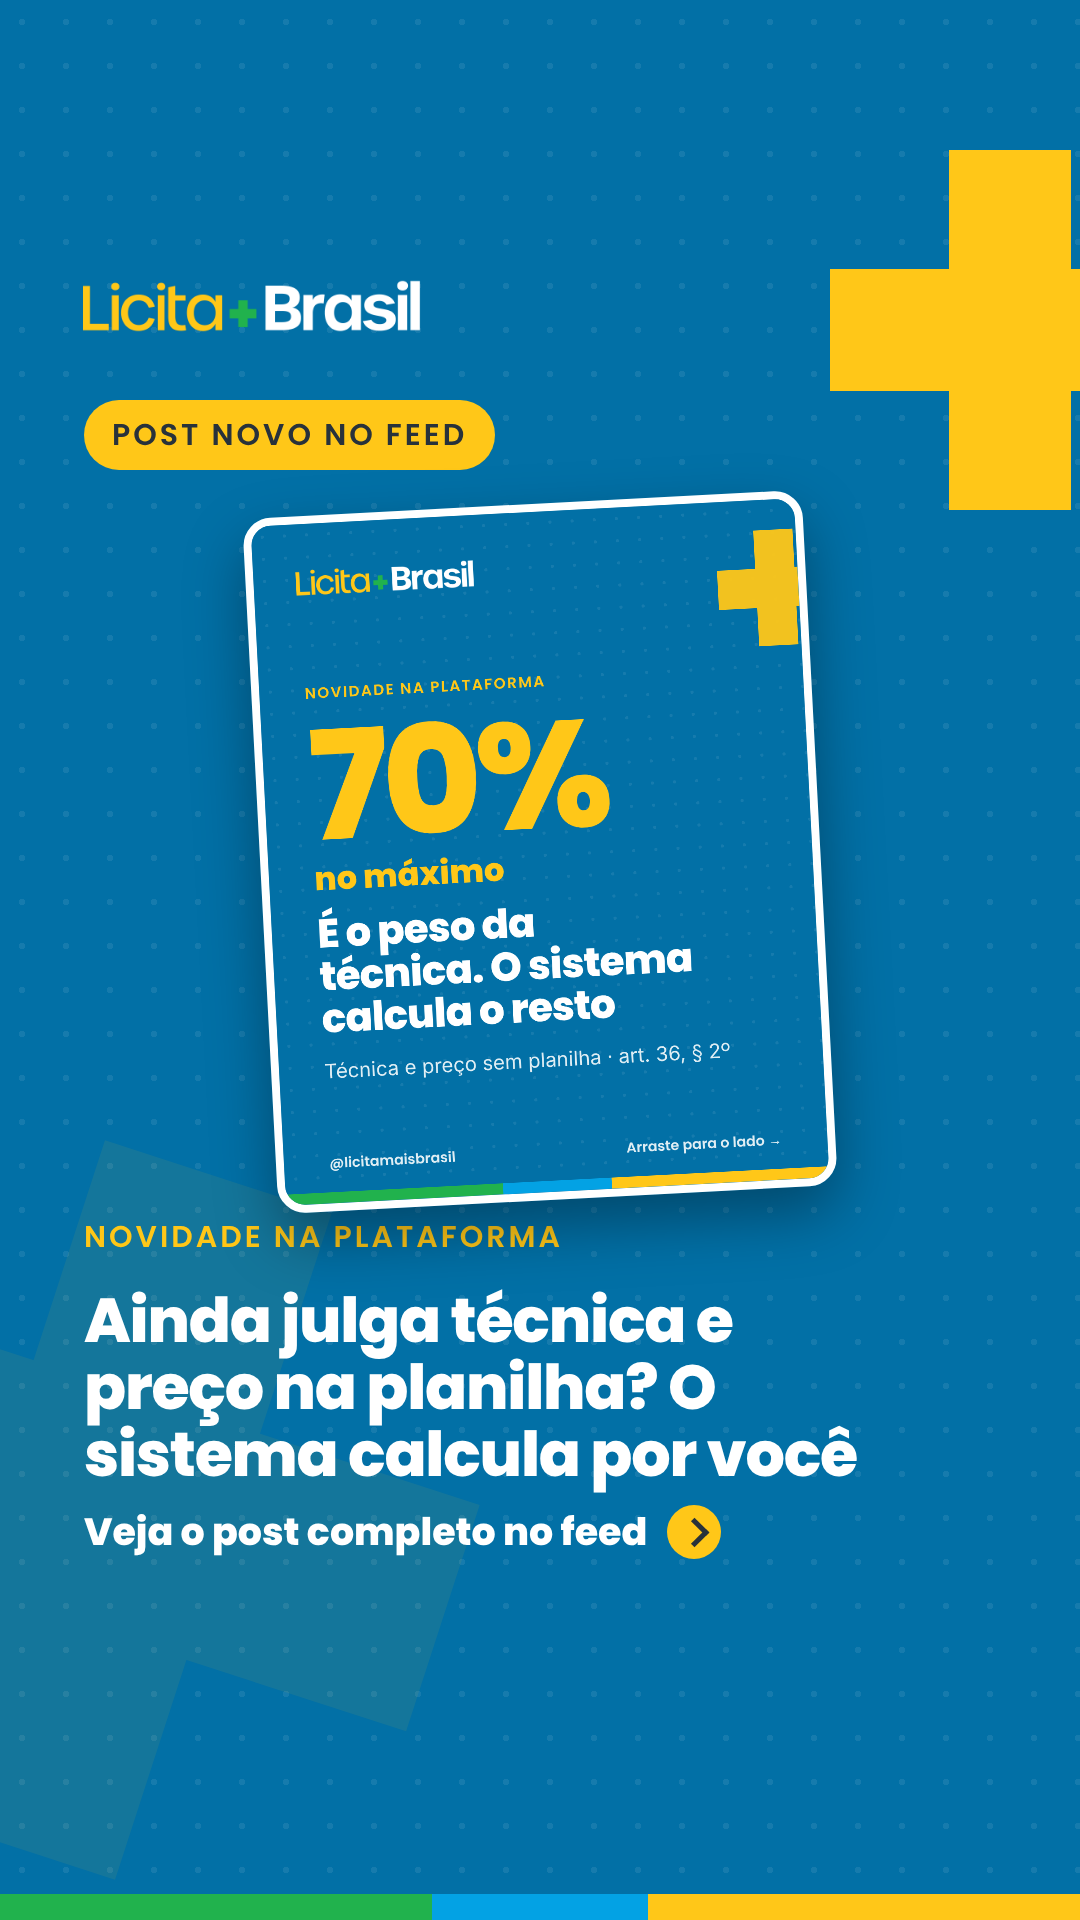 Licita+Brasil
POST NOVO NO FEED
Licita+Brasil
NOVIDADE NA PLATAFORMA
70%
no máximo
É o peso da
técnica. O sistema
calcula o resto
Técnica e preço sem planilha · art. 36, § 2º
@licitamaisbrasil
Arraste para o lado →
NOVIDADE NA PLATAFORMA
Ainda julga técnica e
preço na planilha? O
sistema calcula por você
Veja o post completo no feed